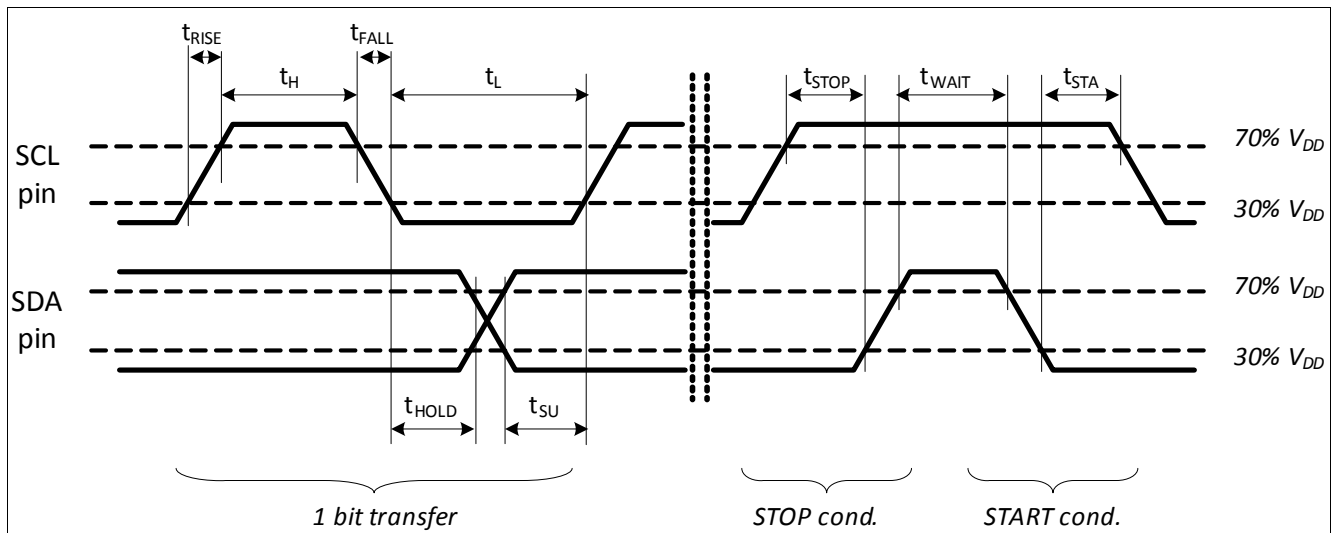 tRISE
tFALL
tH
tL
tSTOP
tWAIT
tSTA
SCL
pin
70% VDD
30% VDD
SDA
pin
70% VDD
30% VDD
tHOLD
tSU
1 bit transfer
STOP cond.
START cond.